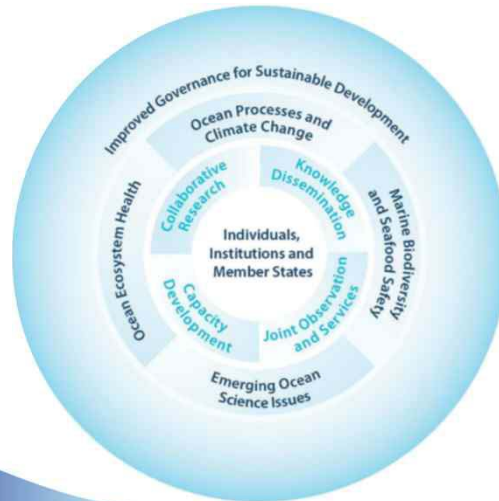 Improved Governance for Sustainable Development
Ocean Processes and
Climate Change
Collaborative
Research
Knowledge
Dissemination
Ocean Ecosystem Health
Individuals,
Institutions and
Member States
Marine Biodiversity
and Seafood Safety
Capacity
Development
Joint Observation
and Services
Emerging Ocean
Science Issues